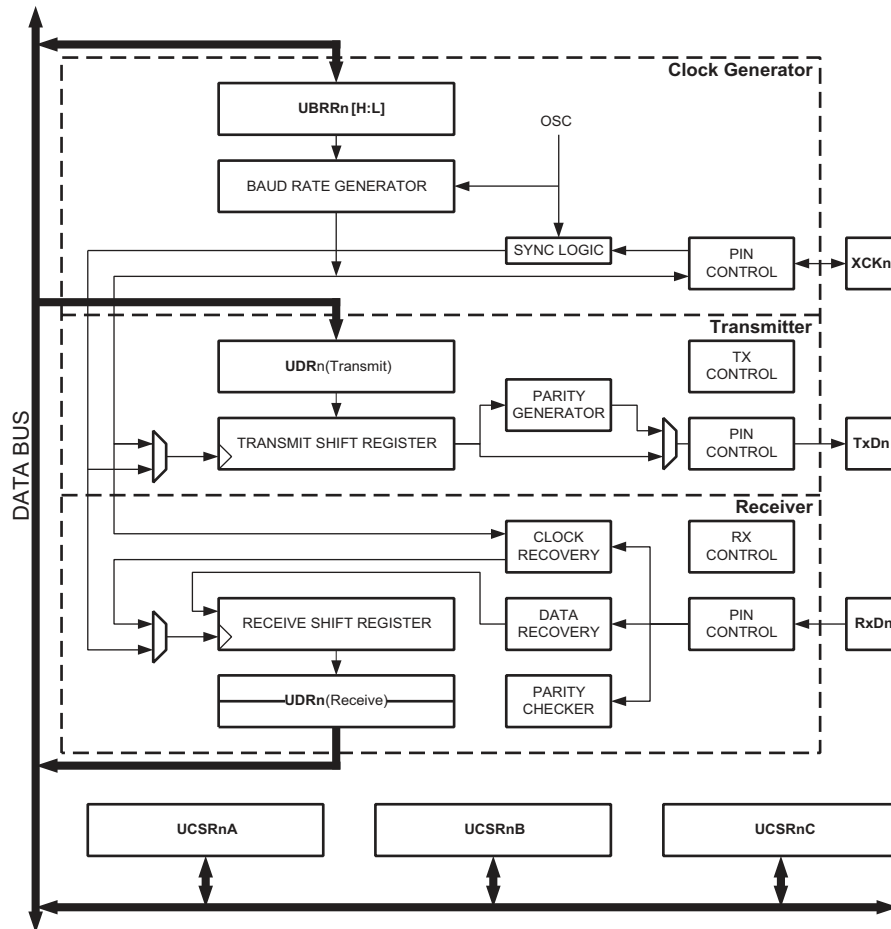 Clock Generator
UBRRn [H:L]
OSC
BAUD RATE GENERATOR
SYNC LOGIC
PIN
CONTROL
XCKn
DATA BUS
Transmitter
UDRn(Transmit)
TX
CONTROL
PARITY
GENERATOR
TRANSMIT SHIFT REGISTER
PIN
CONTROL
TxDn
Receiver
CLOCK
RECOVERY
RX
CONTROL
RECEIVE SHIFT REGISTER
DATA
RECOVERY
PIN
CONTROL
RxDn
UDRn(Receive)
PARITY
CHECKER
UCSRnA
UCSRnB
UCSRnC